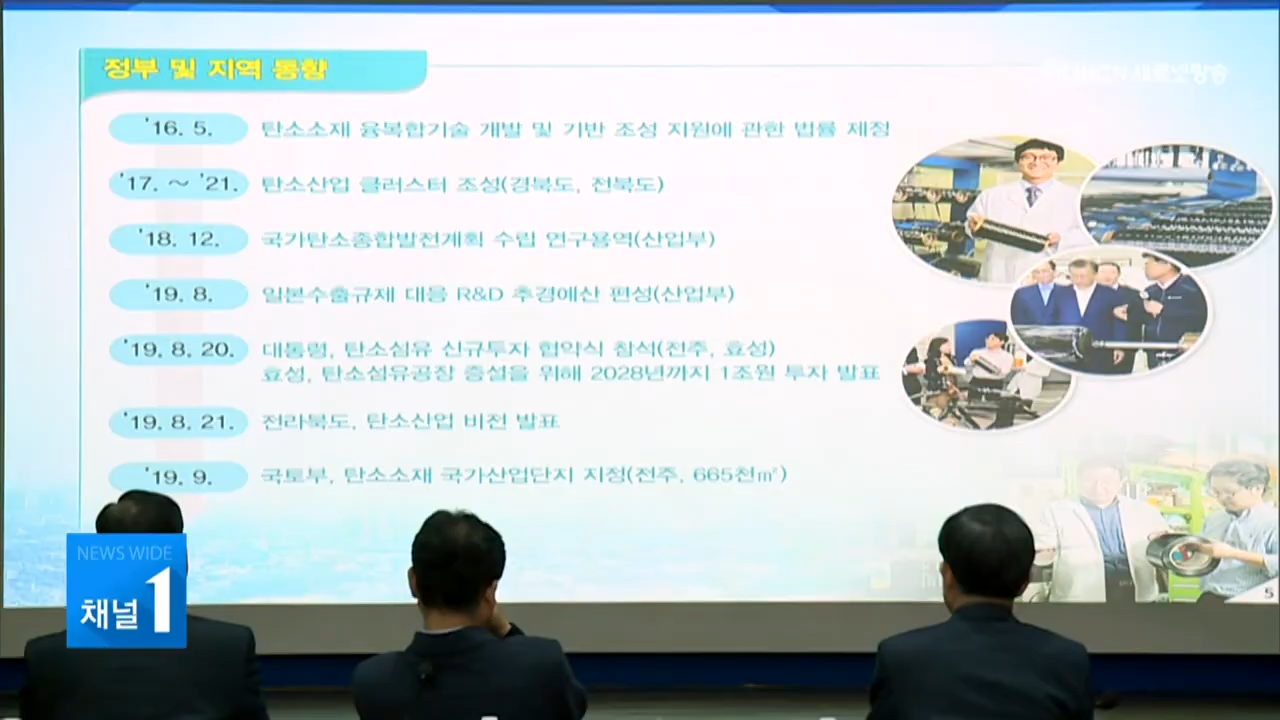 정부 및 지역 동향
HCN 새로넷방송
'16. 5. 탄소소재 융복합기술 개발 및 기반 조성 지원에 관한 법률 제정
'17. ~ '21. 탄소산업 클러스터 조성(경북도, 전북도)
'18. 12. 국가탄소종합발전계획 수립 연구용역(산업부)
'19. 8. 일본수출규제 대응 R&D 추경예산 편성(산업부)
'19. 8. 20. 대통령, 탄소섬유 신규투자 협약식 참석(전주, 효성)
효성, 탄소섬유공장 증설을 위해 2028년까지 1조원 투자 발표
'19. 8. 21. 전라북도, 탄소산업 비전 발표
'19. 9. 국토부, 탄소소재 국가산업단지 지정(전주, 665천㎡)
NEWS WIDE
채널1
5